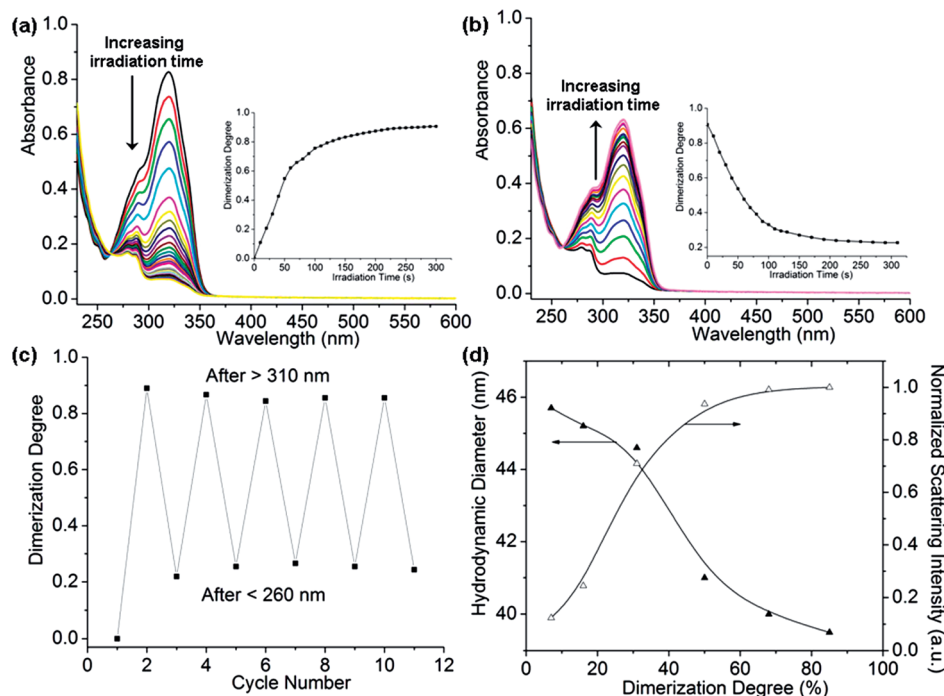 (a)
Increasing
irradiation time
Absorbance
1.0
0.8
0.6
0.4
0.2
0.0
250 300 350 400 450 500 550 600
Wavelength (nm)
Dimerization Degree
1.0
0.8
0.6
0.4
0.2
0.0
0 50 100 150 200 250 300
Irradiation Time (s)
(b)
Increasing
irradiation time
Absorbance
1.0
0.8
0.6
0.4
0.2
0.0
250 300 350 400 450 500 550 600
Wavelength (nm)
Dimerization Degree
1.0
0.8
0.6
0.4
0.2
0 50 100 150 200 250 300
Irradiation Time (s)
(c)
After > 310 nm
After < 260 nm
Dimerization Degree
1.0
0.8
0.6
0.4
0.2
0.0
0 2 4 6 8 10 12
Cycle Number
(d)
Hydrodynamic Diameter (nm)
46
44
42
40
0 20 40 60 80 100
Dimerization Degree (%)
1.0
0.8
0.6
0.4
0.2
0.0
Normalized Scattering Intensity (a.u.)